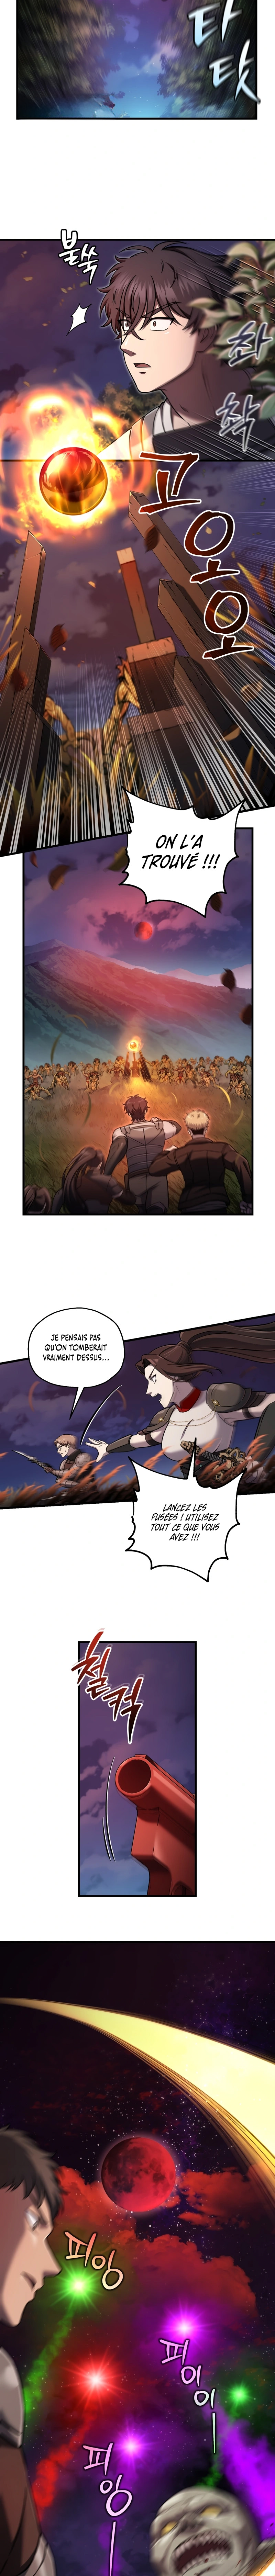 타
탓
불쑥
촤
착
고오오
ON L'A
TROUVÉ !!!
JE PENSAIS PAS
QU'ON TOMBERAIT
VRAIMENT DESSUS...
LANCEZ LES
FUSÉES ! UTILISEZ
TOUT CE QUE VOUS
AVEZ !!!
철컥
피잉
피이이—
피잉—